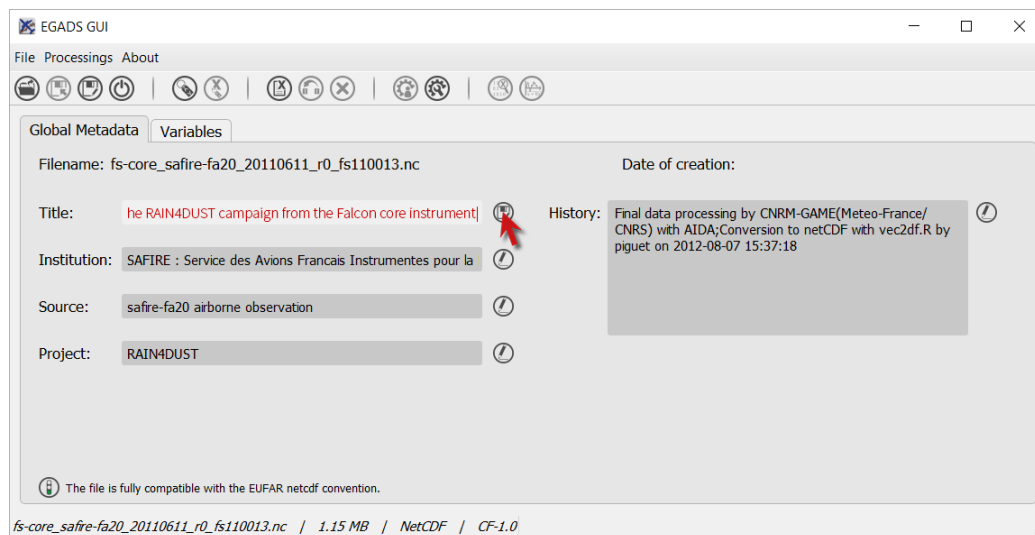 EGADS GUI
File Processings About
Global Metadata Variables
Filename: fs-core_safire-fa20_20110611_r0_fs110013.nc
Date of creation:
Title: he RAIN4DUST campaign from the Falcon core instrument
Institution: SAFIRE : Service des Avions Francais Instrumentes pour la
Source: safire-fa20 airborne observation
Project: RAIN4DUST
History: Final data processing by CNRM-GAME(Meteo-France/
CNRS) with AIDA;Conversion to netCDF with vec2df.R by
piguet on 2012-08-07 15:37:18
The file is fully compatible with the EUFAR netcdf convention.
fs-core_safire-fa20_20110611_r0_fs110013.nc / 1.15 MB / NetCDF / CF-1.0